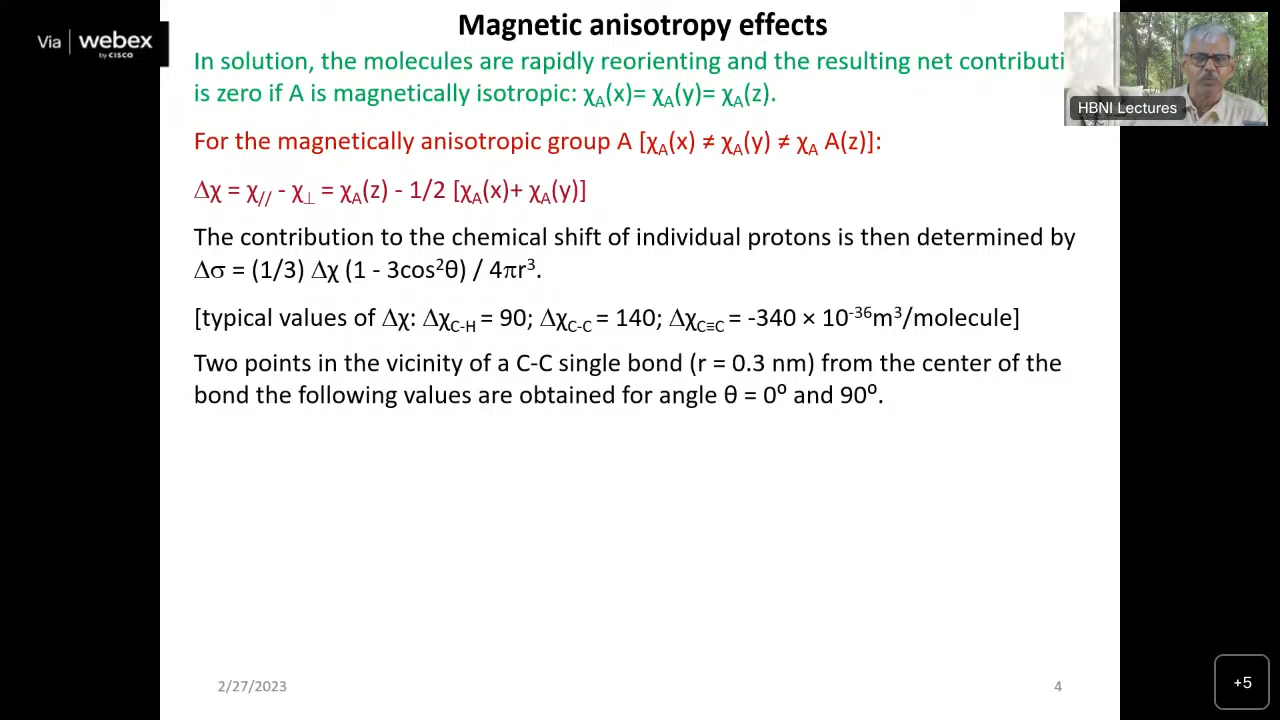 Via | webex
by CISCO
Magnetic anisotropy effects
In solution, the molecules are rapidly reorienting and the resulting net contributi
is zero if A is magnetically isotropic: χA(x)= χA(y)= χA(z).
For the magnetically anisotropic group A [χA(x) ≠ χA(y) ≠ χA A(z)]:
Δχ = χ// - χ⊥ = χA(z) - 1/2 [χA(x)+ χA(y)]
The contribution to the chemical shift of individual protons is then determined by
Δσ = (1/3) Δχ (1 - 3cos²θ) / 4πr³.
[typical values of Δχ: ΔχC-H = 90; ΔχC-C = 140; ΔχC≡C = -340 × 10⁻³⁶m³/molecule]
Two points in the vicinity of a C-C single bond (r = 0.3 nm) from the center of the
bond the following values are obtained for angle θ = 0⁰ and 90⁰.
HBNI Lectures
2/27/2023
4
+5